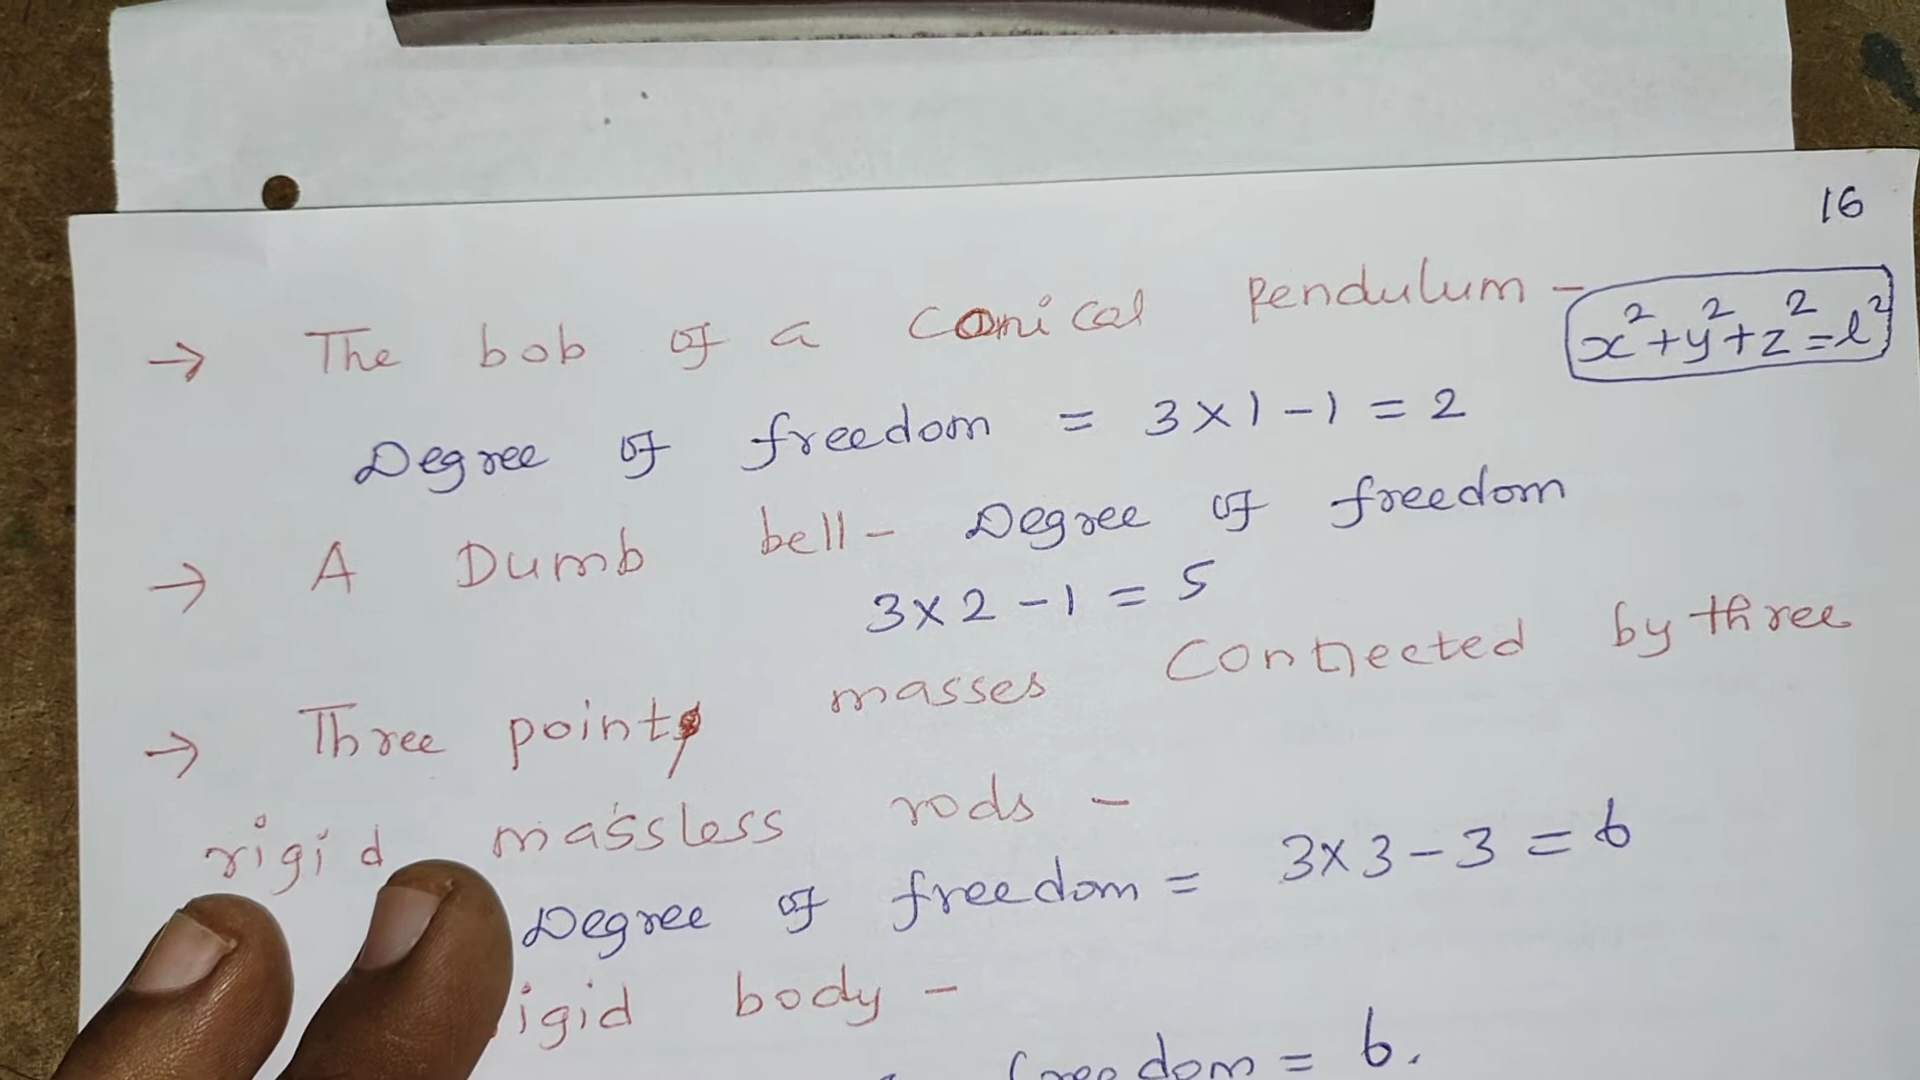 16
→ The bob of a conical pendulum - x²+y²+z²=l²
Degree of freedom = 3×1-1=2
→ A Dumb bell - Degree of freedom
3×2-1=5
→ Three point masses connected by three
rigid massless rods -
Degree of freedom = 3×3-3=6
igid body -
freedom = 6.